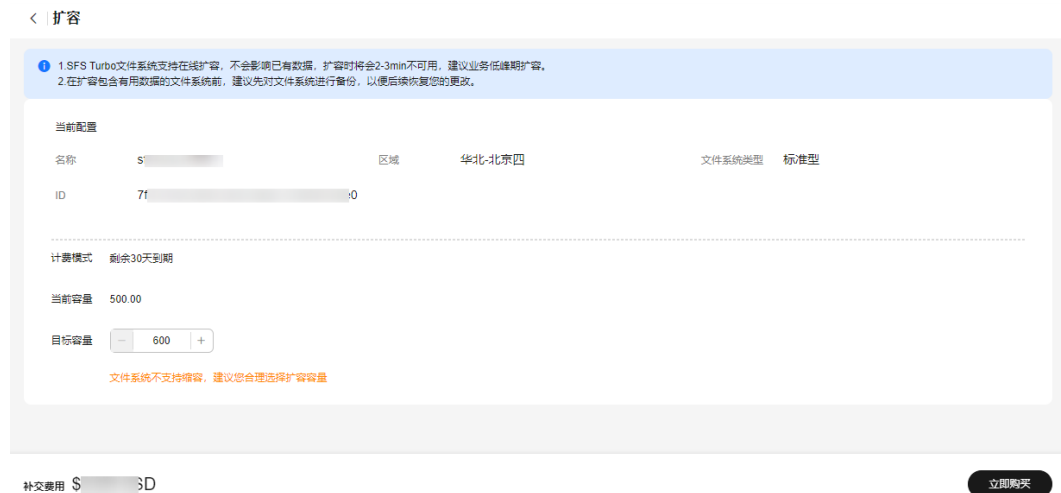 扩容
1.SFS Turbo文件系统支持在线扩容，不会影响已有数据，扩容时将会2-3min不可用，建议业务低峰期扩容。
2.在扩容包含有用数据的文件系统前，建议先对文件系统进行备份，以便后续恢复您的更改。
当前配置
名称 区域 华北-北京四 文件系统类型 标准型
ID 7f e0
计费模式 剩余30天到期
当前容量 500.00
目标容量 － 600 +
文件系统不支持缩容，建议您合理选择扩容容量
补交费用 $ SD 立即购买